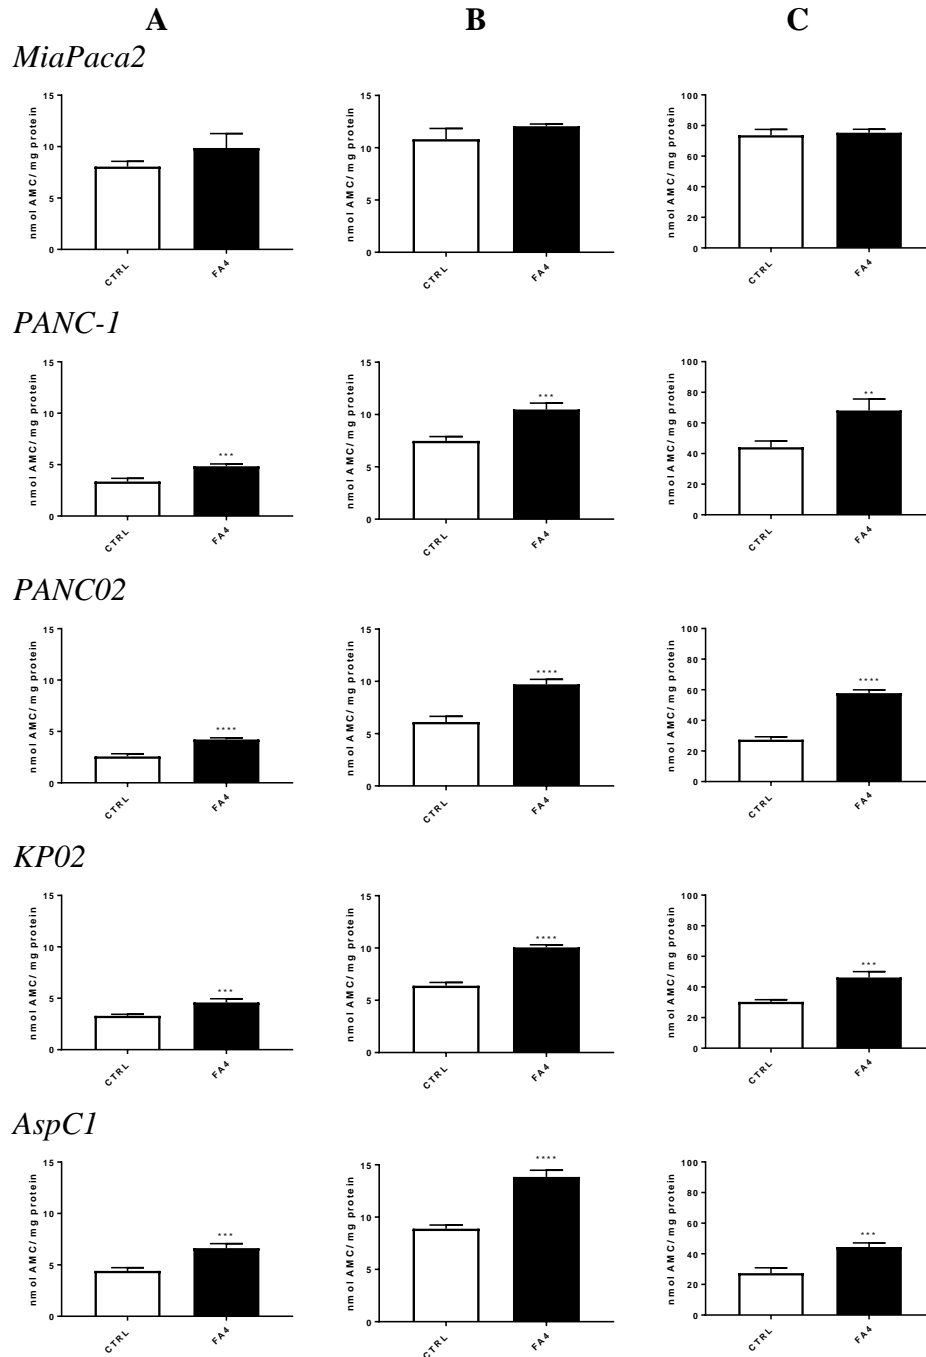 A B C
MiaPaca2
nmol AMC/ mg protein
15
10
5
0
CTRL FA4
nmol AMC/ mg protein
15
10
5
0
CTRL FA4
nmol AMC/ mg protein
100
80
60
40
20
0
CTRL FA4
PANC-1
nmol AMC/ mg protein
15
10
5
0
***
CTRL FA4
nmol AMC/ mg protein
15
10
5
0
***
CTRL FA4
nmol AMC/ mg protein
100
80
60
40
20
0
**
CTRL FA4
PANC02
nmol AMC/ mg protein
15
10
5
0
****
CTRL FA4
nmol AMC/ mg protein
15
10
5
0
****
CTRL FA4
nmol AMC/ mg protein
100
80
60
40
20
0
****
CTRL FA4
KP02
nmol AMC/ mg protein
15
10
5
0
***
CTRL FA4
nmol AMC/ mg protein
15
10
5
0
****
CTRL FA4
nmol AMC/ mg protein
100
80
60
40
20
0
***
CTRL FA4
AspC1
nmol AMC/ mg protein
15
10
5
0
***
CTRL FA4
nmol AMC/ mg protein
15
10
5
0
****
CTRL FA4
nmol AMC/ mg protein
100
80
60
40
20
0
***
CTRL FA4